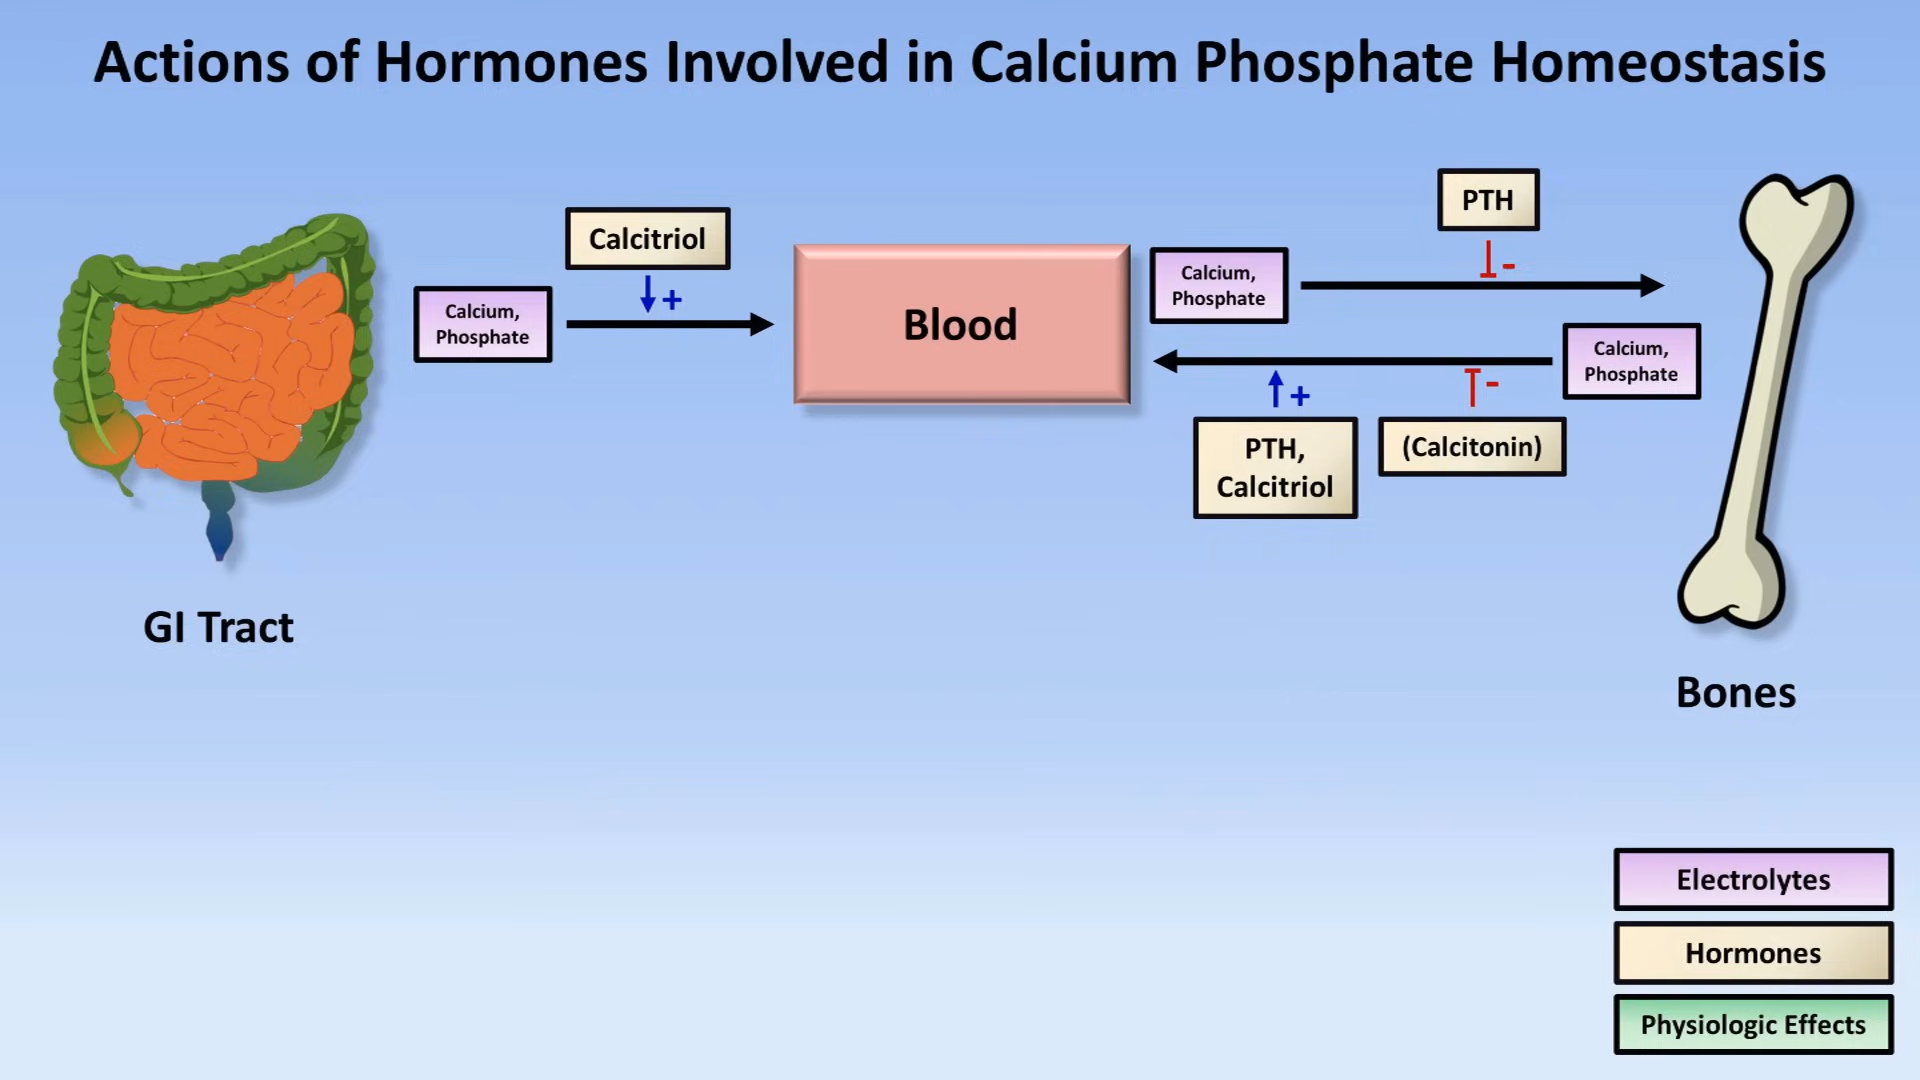 Actions of Hormones Involved in Calcium Phosphate Homeostasis
PTH
Calcitriol
+
-
Calcium,
Phosphate
Calcium,
Phosphate
Blood
Calcium,
Phosphate
+
-
PTH,
Calcitriol
(Calcitonin)
GI Tract
Bones
Electrolytes
Hormones
Physiologic Effects